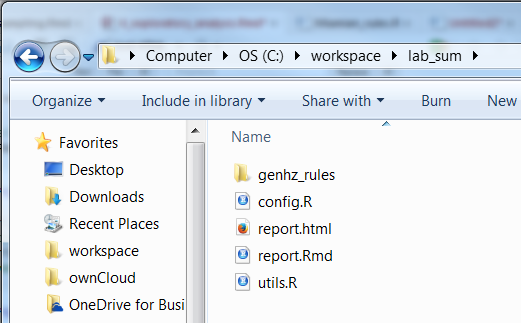 Computer OS (C:) workspace lab_sum
Organize Include in library Share with Burn New
Favorites
Desktop
Downloads
Recent Places
workspace
ownCloud
OneDrive for Busi
Name
genhz_rules
config.R
report.html
report.Rmd
utils.R